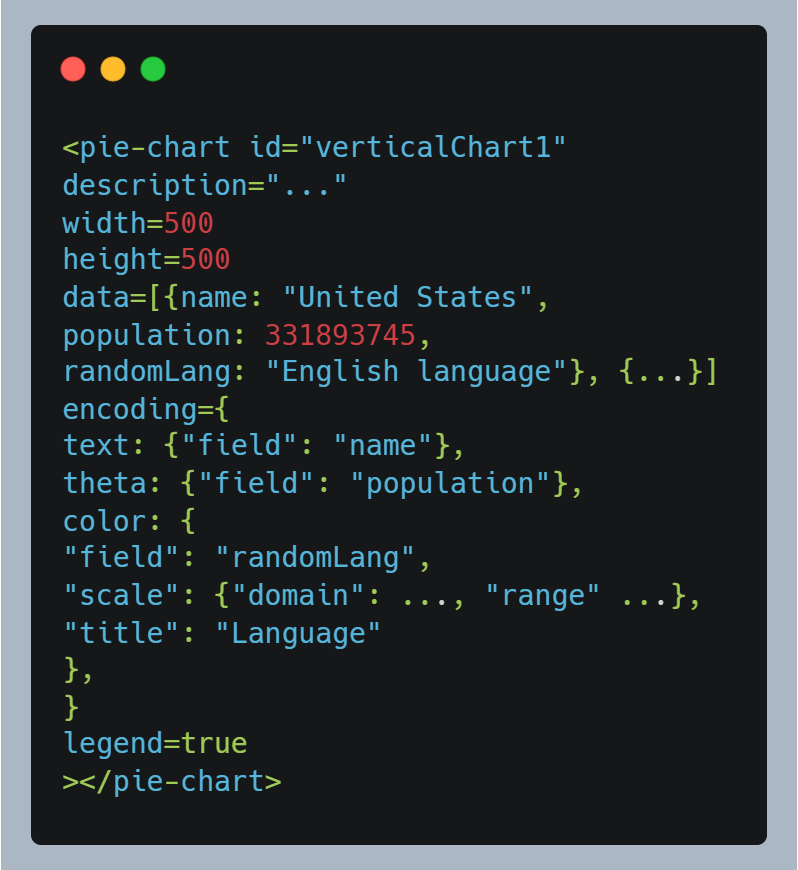 <pie-chart id="verticalChart1"
description="..."
width=500
height=500
data=[{name: "United States",
population: 331893745,
randomLang: "English language"}, {...}]
encoding={
text: {"field": "name"},
theta: {"field": "population"},
color: {
"field": "randomLang",
"scale": {"domain": ..., "range" ...},
"title": "Language"
},
}
legend=true
></pie-chart>